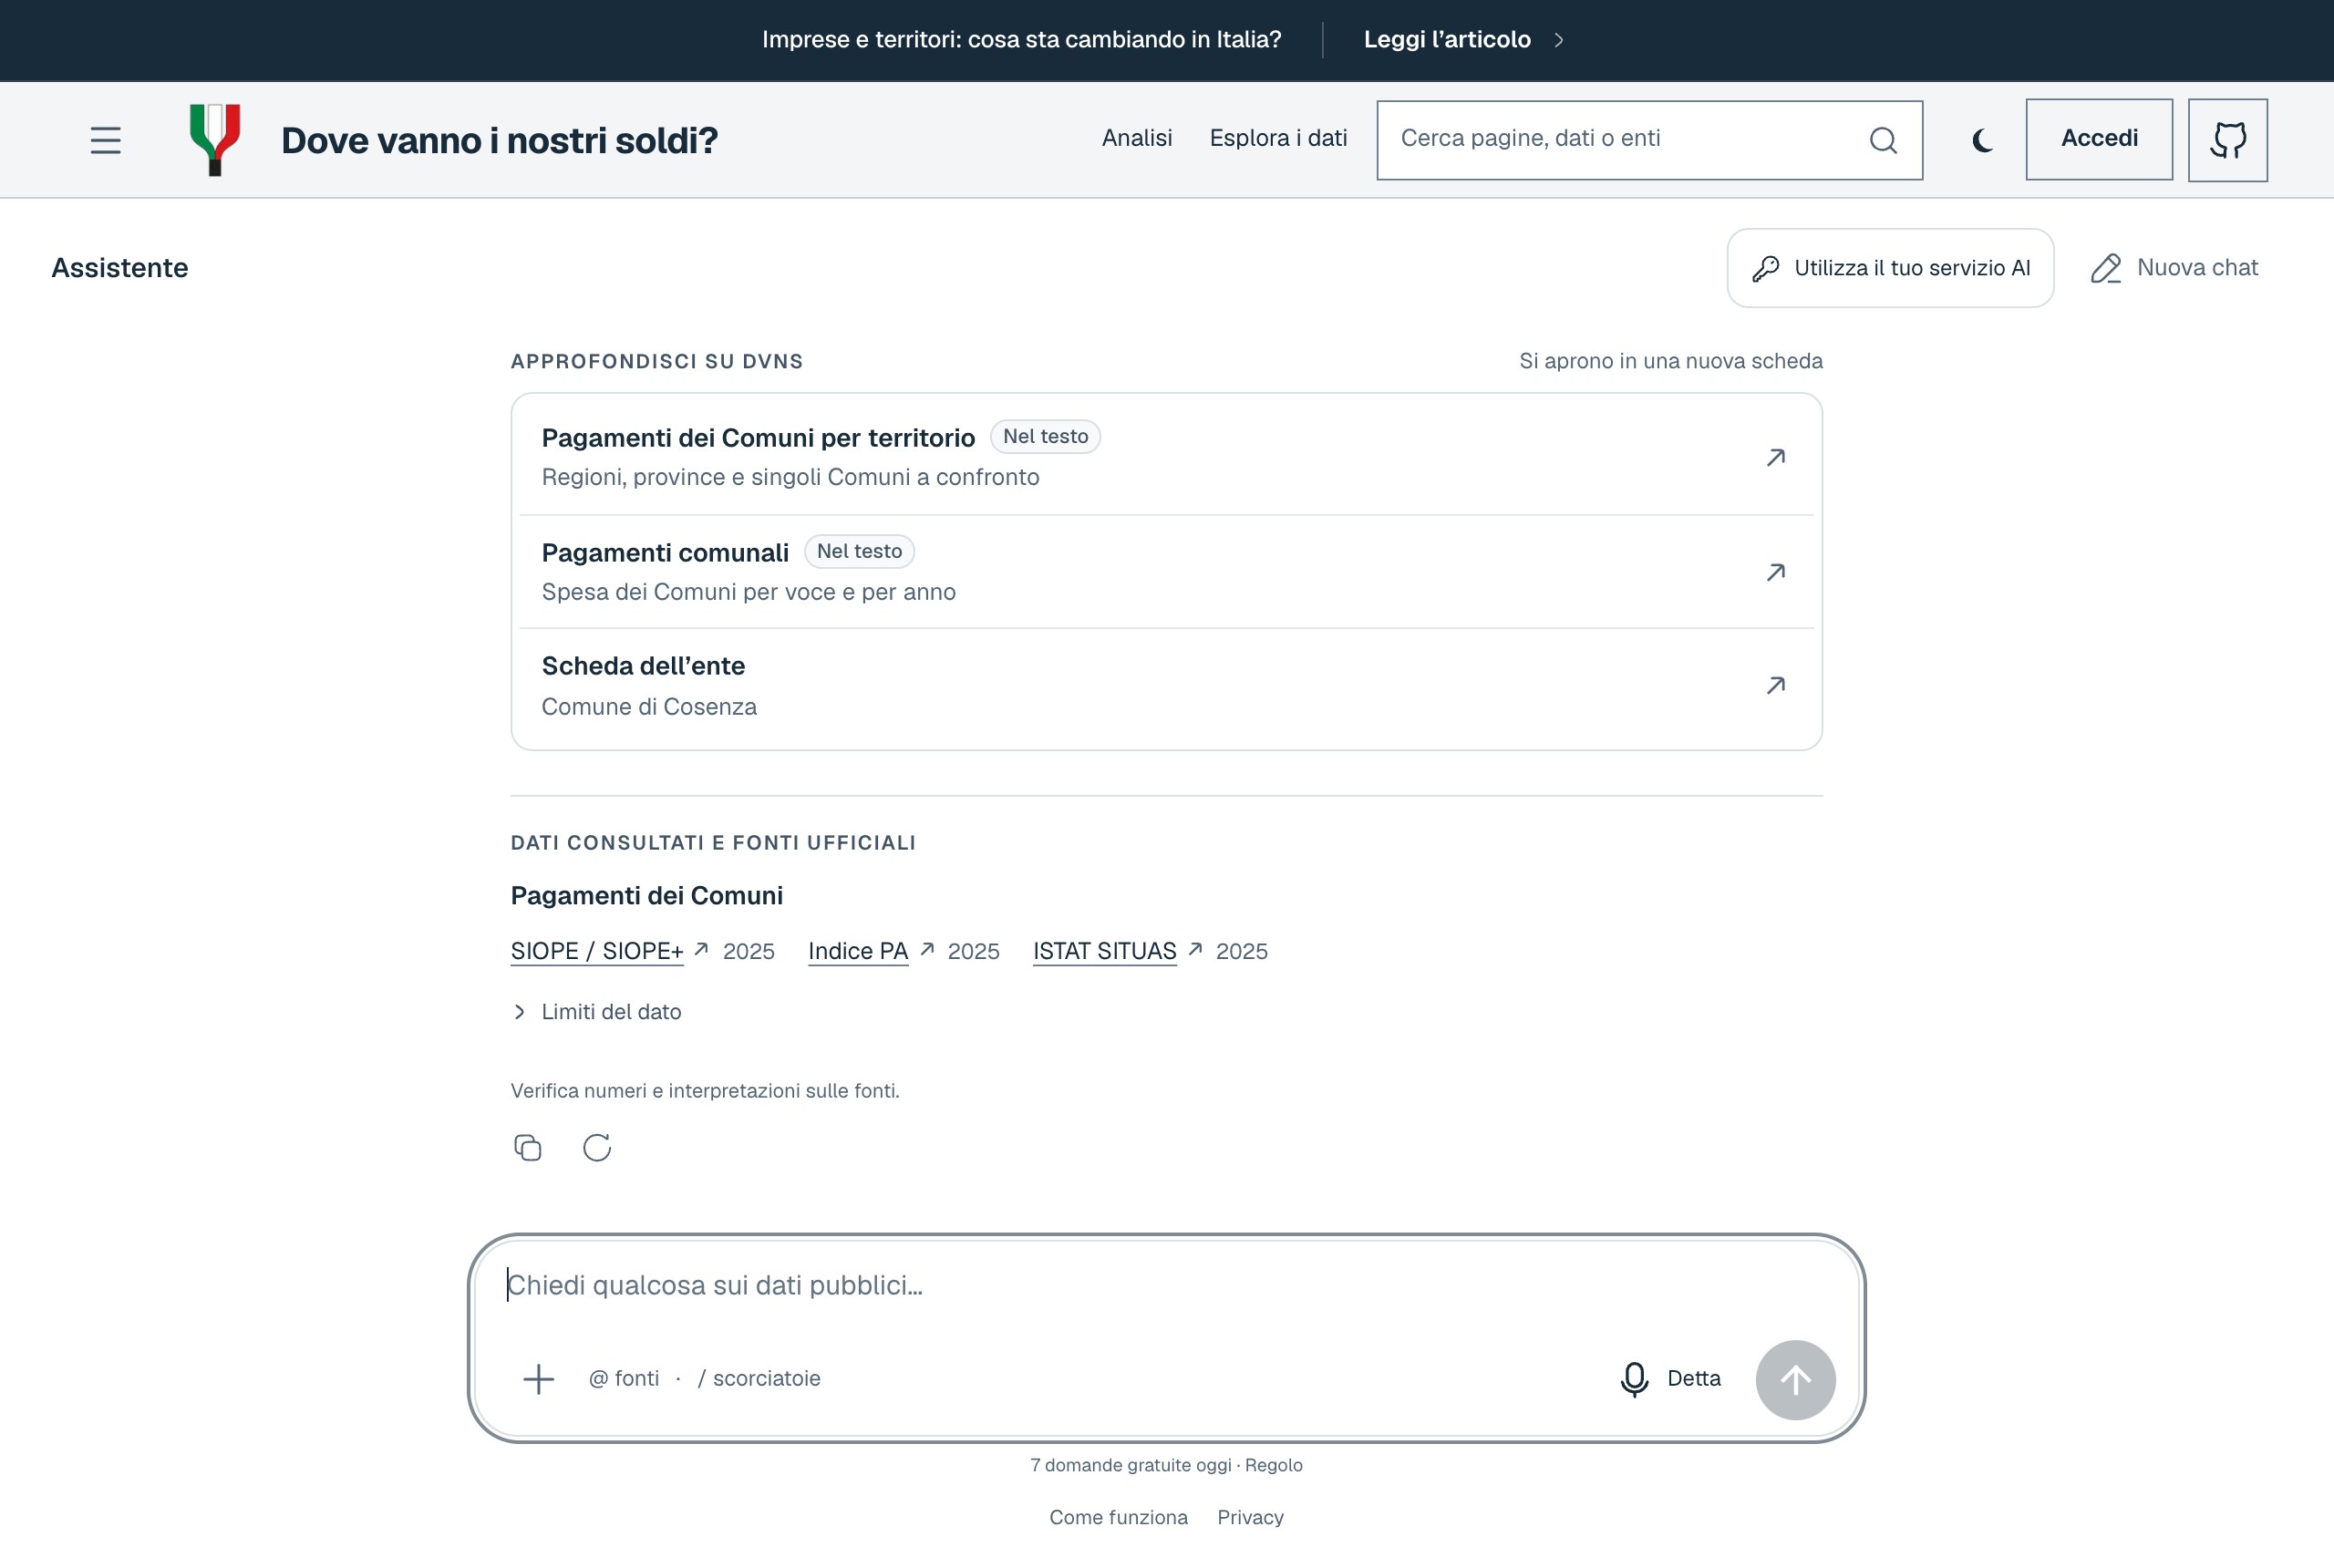 Imprese e territori: cosa sta cambiando in Italia? Leggi l’articolo
Dove vanno i nostri soldi? Analisi Esplora i dati Cerca pagine, dati o enti Accedi
Assistente Utilizza il tuo servizio AI Nuova chat
APPROFONDISCI SU DVNS Si aprono in una nuova scheda
Pagamenti dei Comuni per territorio Nel testo
Regioni, province e singoli Comuni a confronto
Pagamenti comunali Nel testo
Spesa dei Comuni per voce e per anno
Scheda dell’ente
Comune di Cosenza
DATI CONSULTATI E FONTI UFFICIALI
Pagamenti dei Comuni
SIOPE / SIOPE+ 2025 Indice PA 2025 ISTAT SITUAS 2025
Limiti del dato
Verifica numeri e interpretazioni sulle fonti.
Chiedi qualcosa sui dati pubblici...
@ fonti · / scorciatoie Detta
7 domande gratuite oggi · Regolo
Come funziona Privacy